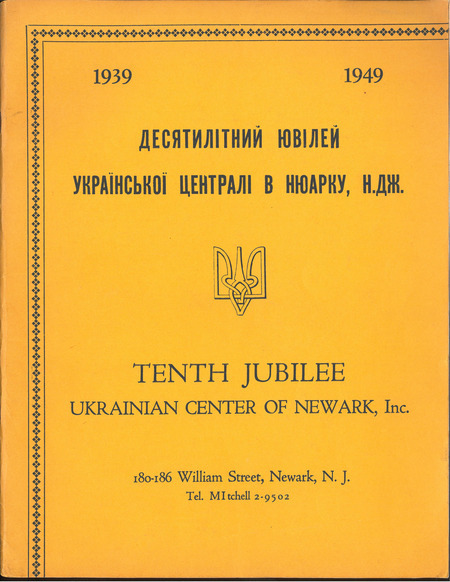 1939 1949
ДЕСЯТИЛІТНИЙ ЮВІЛЕЙ
УКРАЇНСЬКОЇ ЦЕНТРАЛІ В НЮАРКУ, Н.ДЖ.
TENTH JUBILEE
UKRAINIAN CENTER OF NEWARK, Inc.
180-186 William Street, Newark, N. J.
Tel. MItchell 2-9502